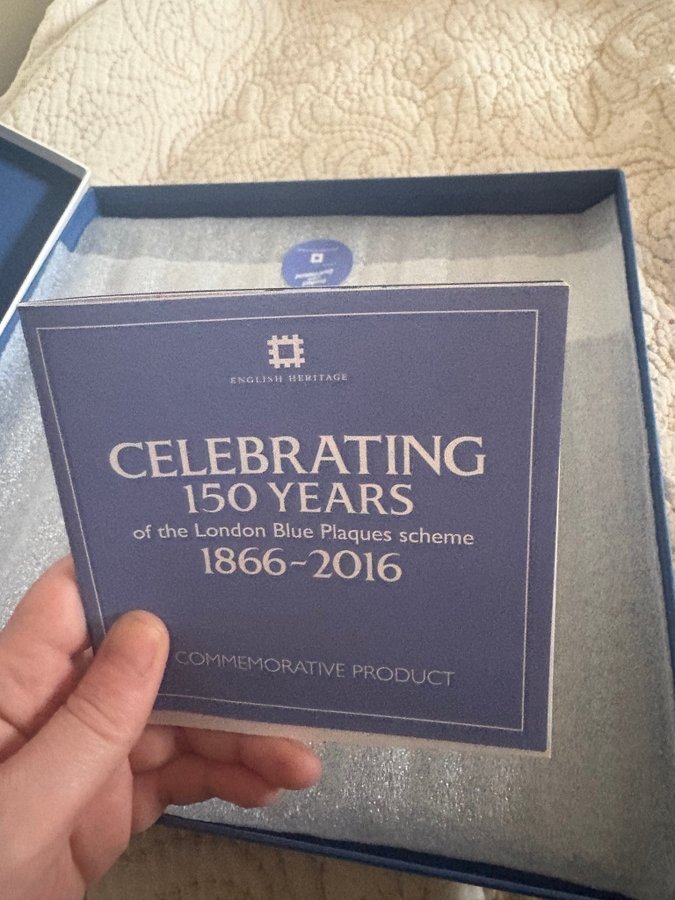 ENGLISH HERITAGE
CELEBRATING
150 YEARS
of the London Blue Plaques scheme
1866-2016
COMMEMORATIVE PRODUCT